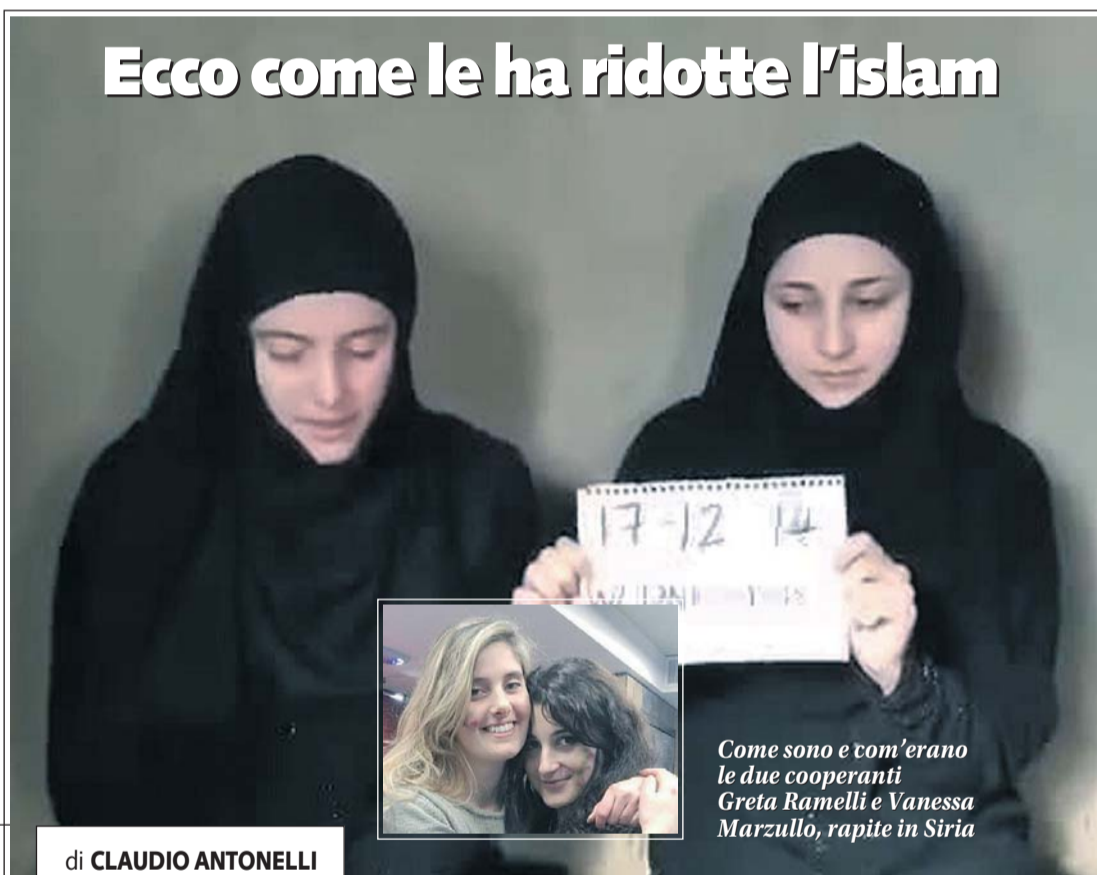 Ecco come le ha ridotte l'islam
17-12 14
Come sono e com'erano
le due cooperanti
Greta Ramelli e Vanessa
Marzullo, rapite in Siria
di CLAUDIO ANTONELLI